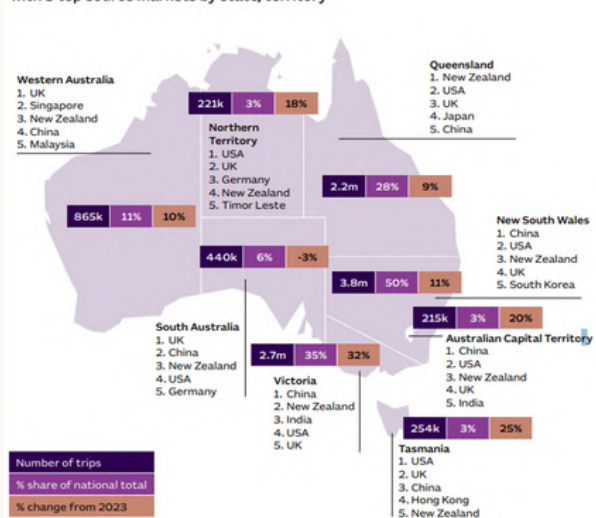 with 5 top source markets by state/territory
Western Australia
1. UK
2. Singapore
3. New Zealand
4. China
5. Malaysia
865k 11% 10%
221k 3% 18%
Northern
Territory
1. USA
2. UK
3. Germany
4. New Zealand
5. Timor Leste
Queensland
1. New Zealand
2. USA
3. UK
4. Japan
5. China
2.2m 28% 9%
440k 6% -3%
South Australia
1. UK
2. China
3. New Zealand
4. USA
5. Germany
New South Wales
1. China
2. USA
3. New Zealand
4. UK
5. South Korea
3.8m 50% 11%
215k 3% 20%
Australian Capital Territory
1. China
2. USA
3. New Zealand
4. UK
5. India
2.7m 35% 32%
Victoria
1. China
2. New Zealand
3. India
4. USA
5. UK
254k 3% 25%
Tasmania
1. USA
2. UK
3. China
4. Hong Kong
5. New Zealand
Number of trips
% share of national total
% change from 2023